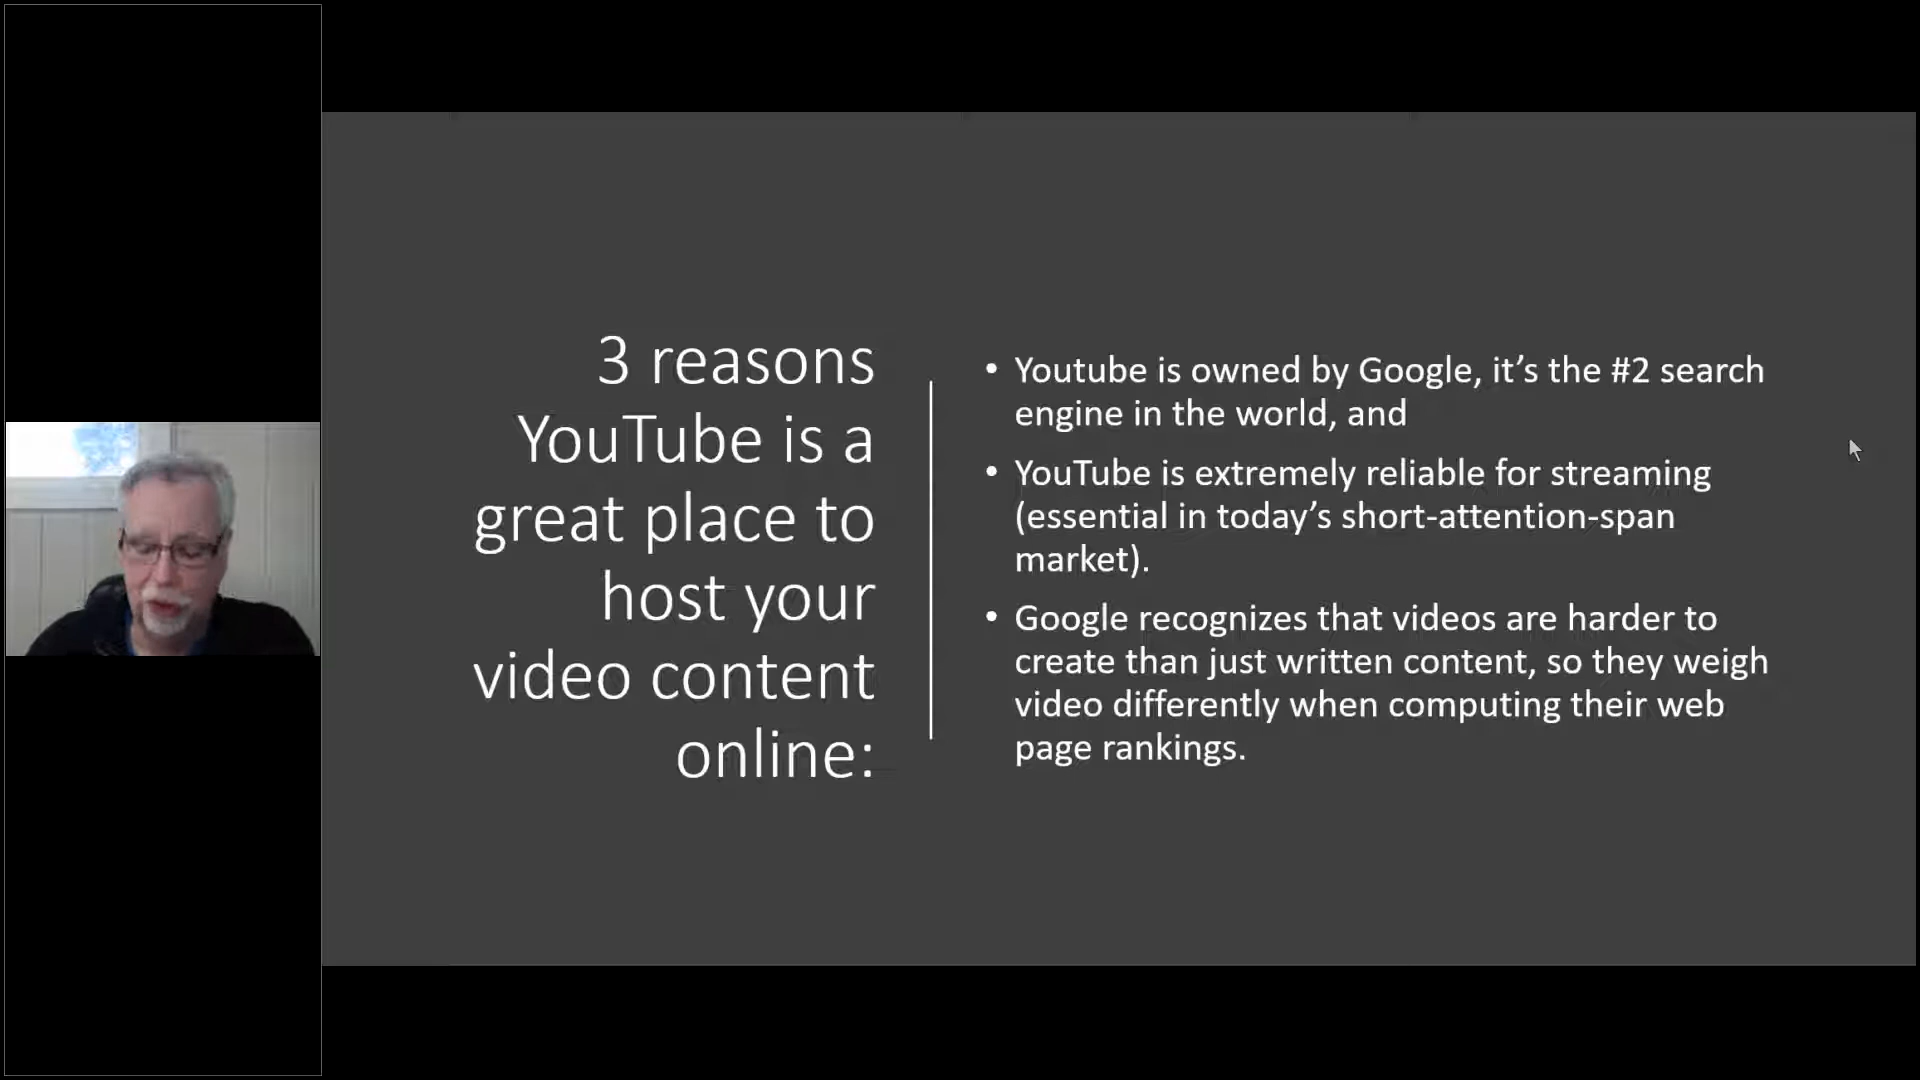 3 reasons
YouTube is a
great place to
host your
video content
online:
• Youtube is owned by Google, it’s the #2 search
engine in the world, and
• YouTube is extremely reliable for streaming
(essential in today’s short-attention-span
market).
• Google recognizes that videos are harder to
create than just written content, so they weigh
video differently when computing their web
page rankings.